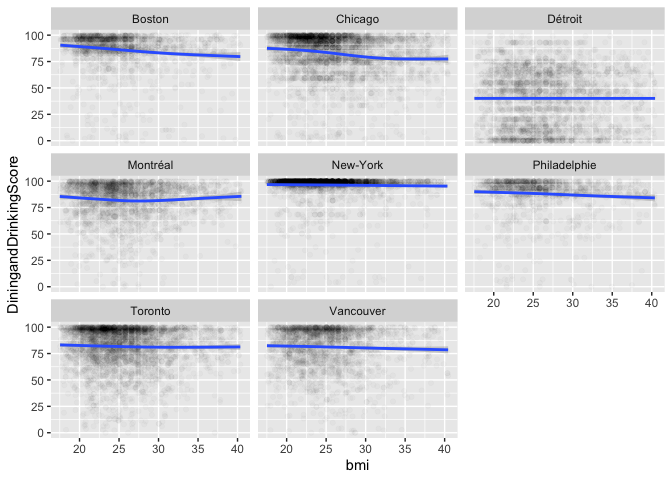 Boston
Chicago
Détroit
100
75
50
25
0
Montréal
New-York
Philadelphie
100
75
50
25
0
DiningandDrinkingScore
20 25 30 35 40
Toronto
Vancouver
100
75
50
25
0
20 25 30 35 40
20 25 30 35 40
bmi